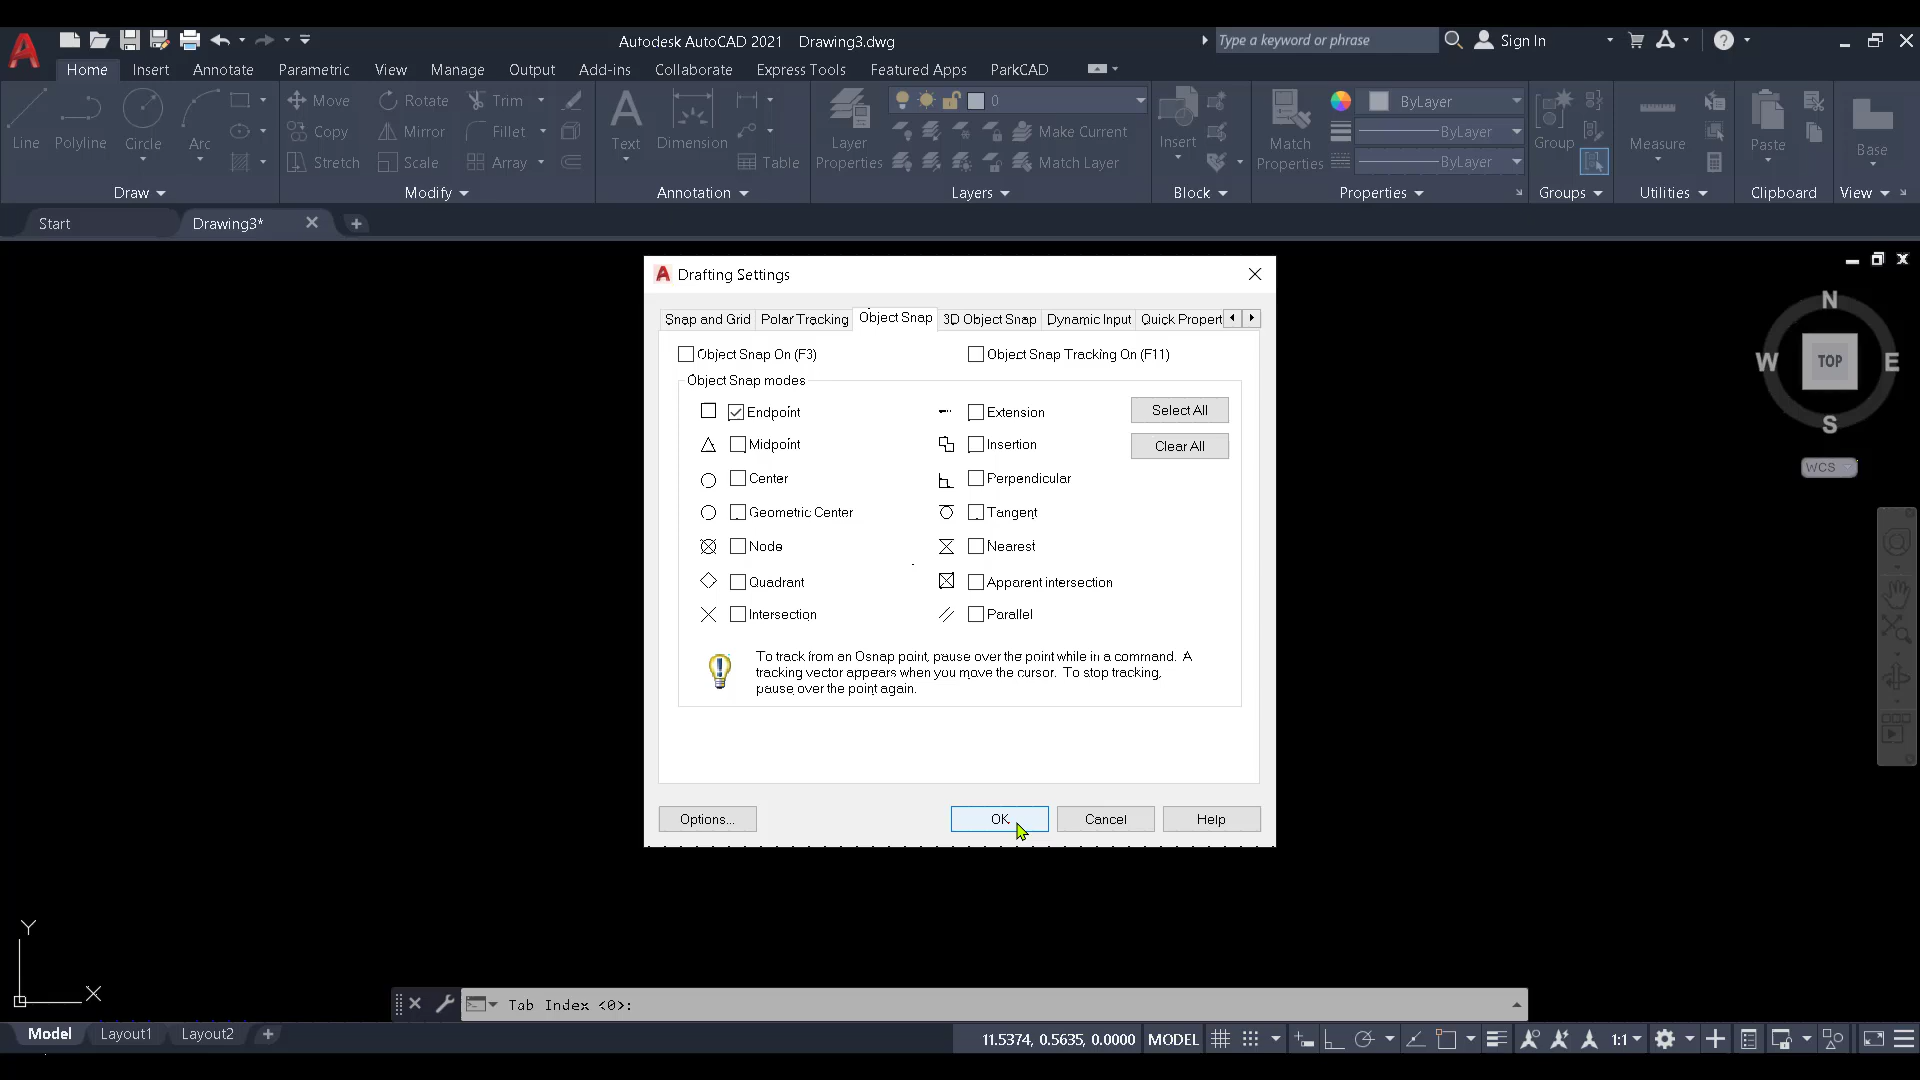 Autodesk AutoCAD 2021 Drawing3.dwg
Type a keyword or phrase
Sign In
Home Insert Annotate Parametric View Manage Output Add-ins Collaborate Express Tools Featured Apps ParkCAD
Line Polyline Circle Arc
Move Rotate Trim
Copy Mirror Fillet
Stretch Scale Array
Text Dimension Table
Layer Properties
0
Make Current
Match Layer
Insert
Match Properties
ByLayer
ByLayer
ByLayer
Group
Measure
Paste
Base
Draw Modify Annotation Layers Block Properties Groups Utilities Clipboard View
Start Drawing3*
Drafting Settings
Snap and Grid Polar Tracking Object Snap 3D Object Snap Dynamic Input Quick Propert
Object Snap On (F3) Object Snap Tracking On (F11)
Object Snap modes
Endpoint Extension Select All
Midpoint Insertion Clear All
Center Perpendicular
Geometric Center Tangent
Node Nearest
Quadrant Apparent intersection
Intersection Parallel
To track from an Osnap point, pause over the point while in a command. A
tracking vector appears when you move the cursor. To stop tracking,
pause over the point again.
Options... OK Cancel Help
N
W TOP E
S
WCS
Y
X
Tab Index <0>:
Model Layout1 Layout2
11.5374, 0.5635, 0.0000 MODEL 1:1